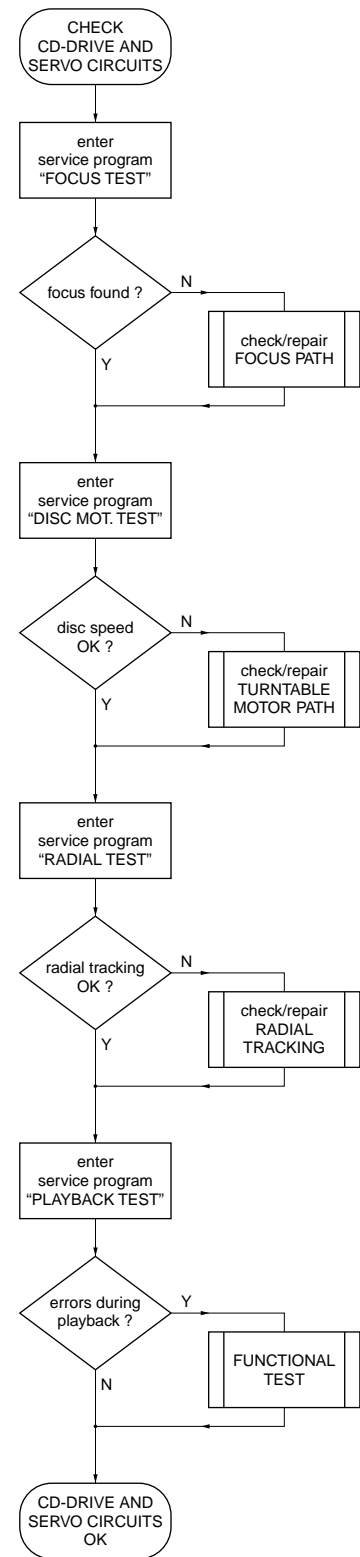 CHECK
CD-DRIVE AND
SERVO CIRCUITS
enter
service program
“FOCUS TEST”
focus found ?
N
Y
check/repair
FOCUS PATH
enter
service program
“DISC MOT. TEST”
disc speed
OK ?
N
Y
check/repair
TURNTABLE
MOTOR PATH
enter
service program
“RADIAL TEST”
radial tracking
OK ?
N
Y
check/repair
RADIAL
TRACKING
enter
service program
“PLAYBACK TEST”
errors during
playback ?
Y
N
FUNCTIONAL
TEST
CD-DRIVE AND
SERVO CIRCUITS
OK